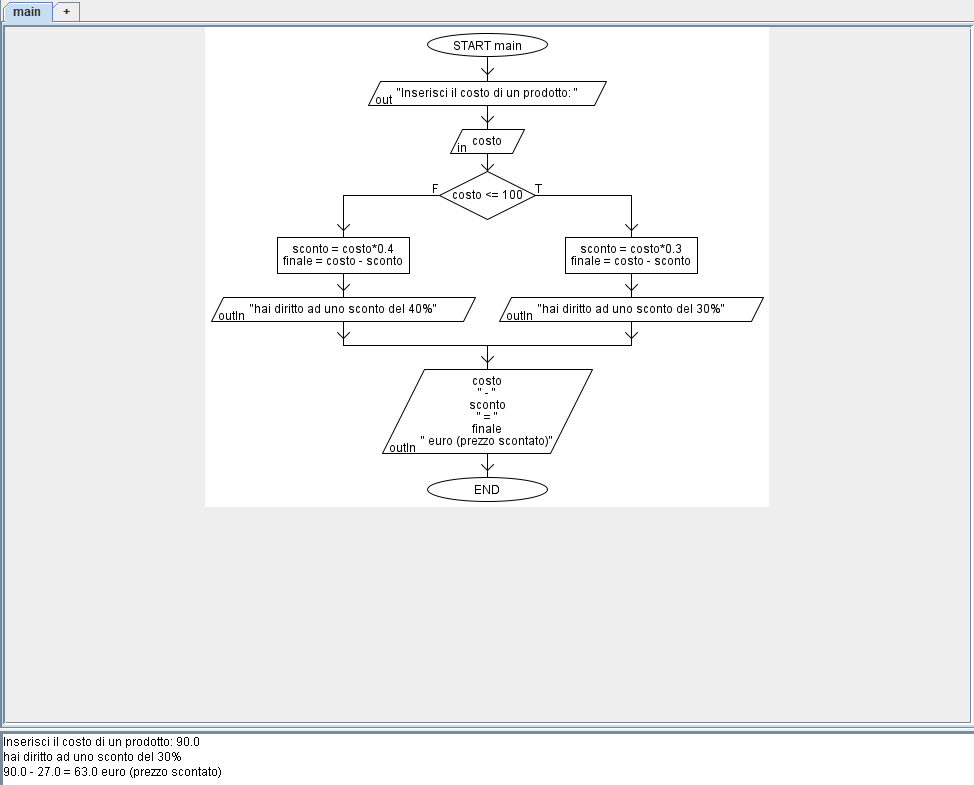 main +
START main
"Inserisci il costo di un prodotto: "
out
costo
in
F costo <= 100 T
sconto = costo*0.4
finale = costo - sconto
sconto = costo*0.3
finale = costo - sconto
"hai diritto ad uno sconto del 40%"
outln
"hai diritto ad uno sconto del 30%"
outln
costo
" - "
sconto
" = "
finale
" euro (prezzo scontato)"
outln
END
Inserisci il costo di un prodotto: 90.0
hai diritto ad uno sconto del 30%
90.0 - 27.0 = 63.0 euro (prezzo scontato)